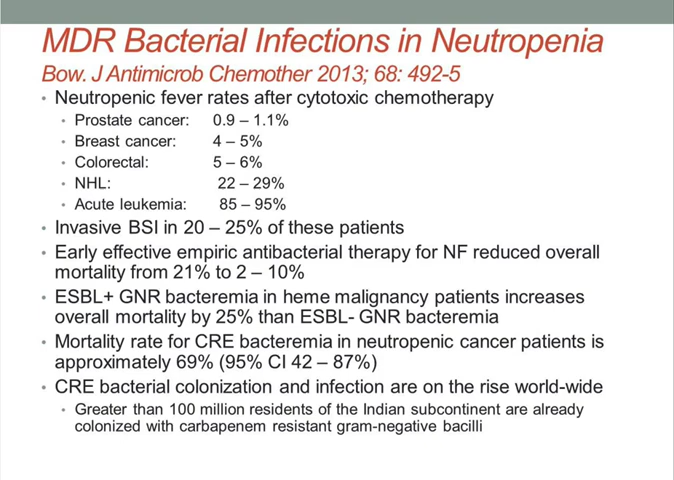 MDR Bacterial Infections in Neutropenia
Bow. J Antimicrob Chemother 2013; 68: 492-5
• Neutropenic fever rates after cytotoxic chemotherapy
• Prostate cancer: 0.9 – 1.1%
• Breast cancer: 4 – 5%
• Colorectal: 5 – 6%
• NHL: 22 – 29%
• Acute leukemia: 85 – 95%
• Invasive BSI in 20 – 25% of these patients
• Early effective empiric antibacterial therapy for NF reduced overall
mortality from 21% to 2 – 10%
• ESBL+ GNR bacteremia in heme malignancy patients increases
overall mortality by 25% than ESBL- GNR bacteremia
• Mortality rate for CRE bacteremia in neutropenic cancer patients is
approximately 69% (95% CI 42 – 87%)
• CRE bacterial colonization and infection are on the rise world-wide
• Greater than 100 million residents of the Indian subcontinent are already
colonized with carbapenem resistant gram-negative bacilli